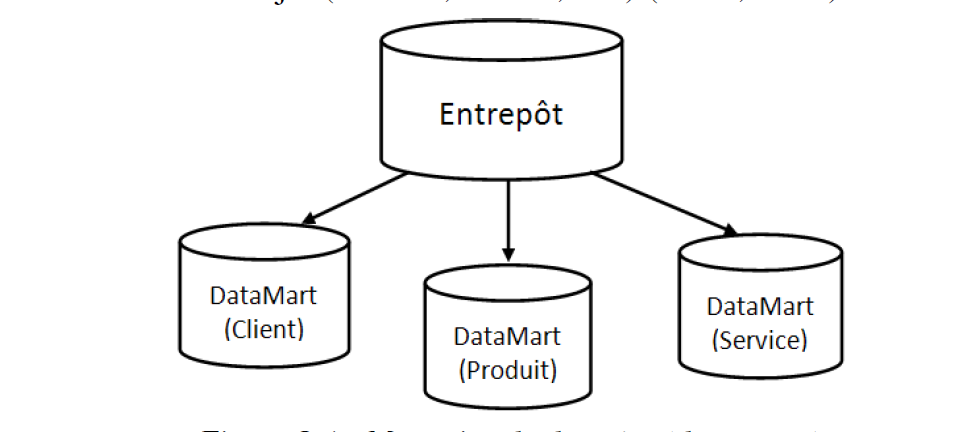 Entrepôt
DataMart
(Client)
DataMart
(Produit)
DataMart
(Service)